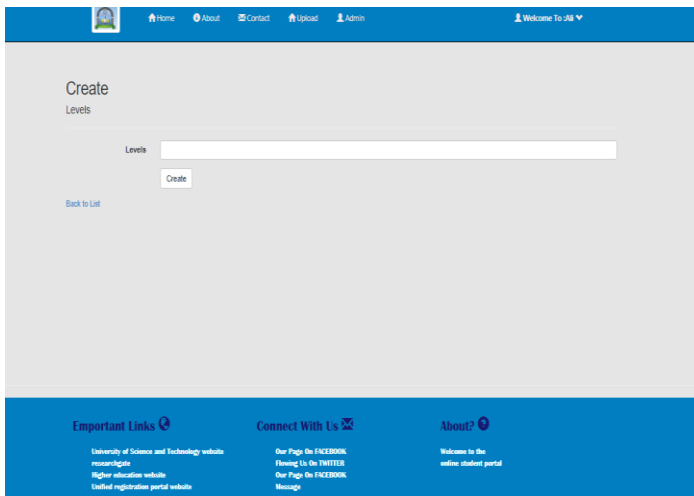 Home About Contact Upload Admin Welcome To :Ali
Create
Levels
Levels
Create
Back to List
Emportant Links
University of Science and Technology website
researchgate
Higher education website
Unified registration portal website
Connect With Us
Our Page On FACEBOOK
Flowing Us On TWITTER
Our Page On FACEBOOK
Message
About?
Welcome to the
online student portal